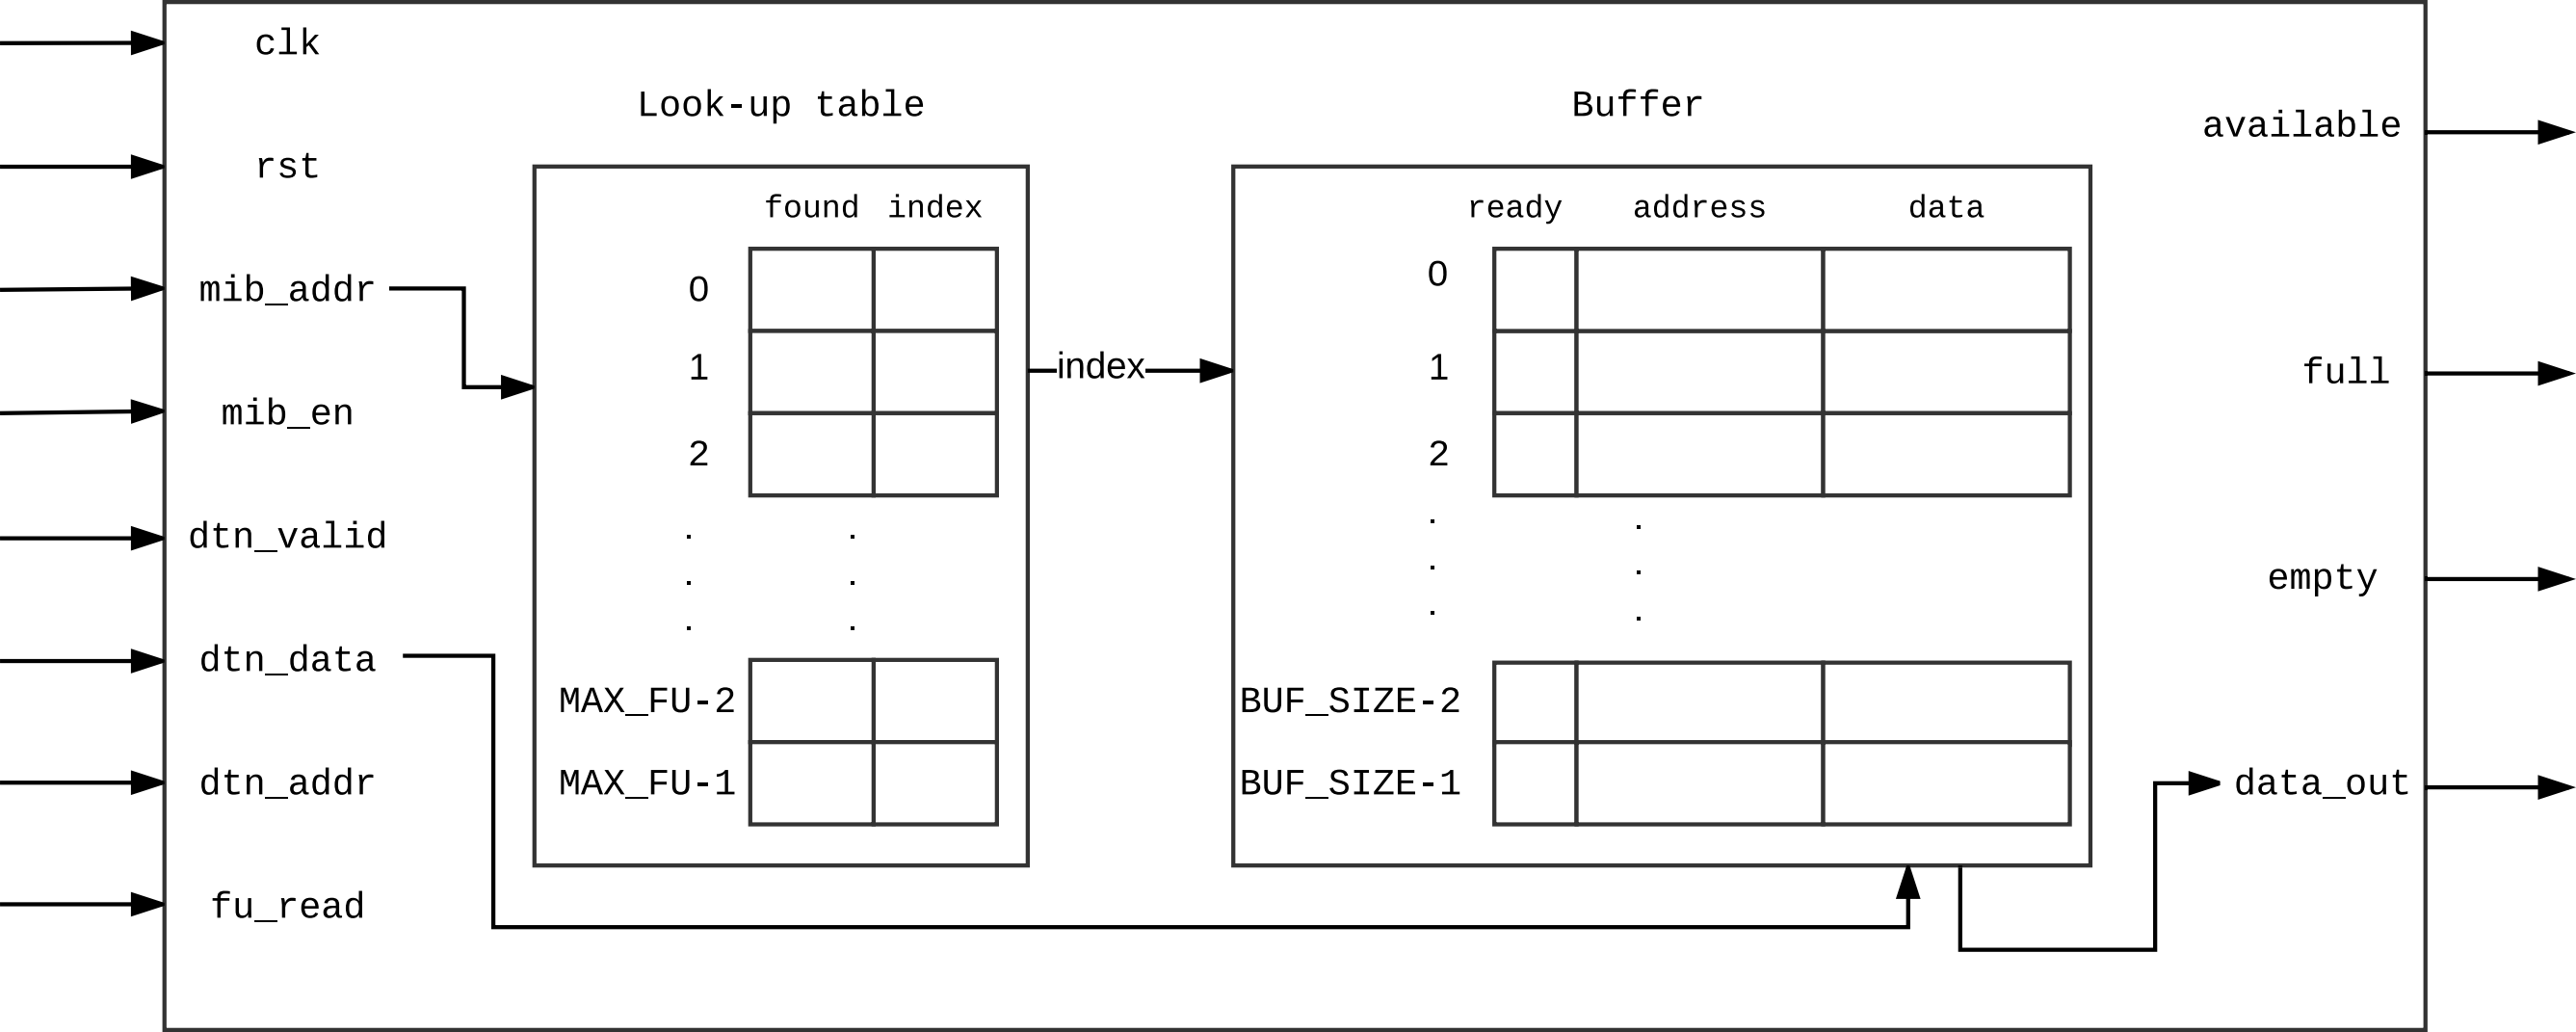 clk
rst
mib_addr
mib_en
dtn_valid
dtn_data
dtn_addr
fu_read
Look-up table
found index
0
1
2
.
.
.
.
.
.
MAX_FU-2
MAX_FU-1
index
Buffer
ready address data
0
1
2
.
.
.
.
.
.
BUF_SIZE-2
BUF_SIZE-1
available
full
empty
data_out